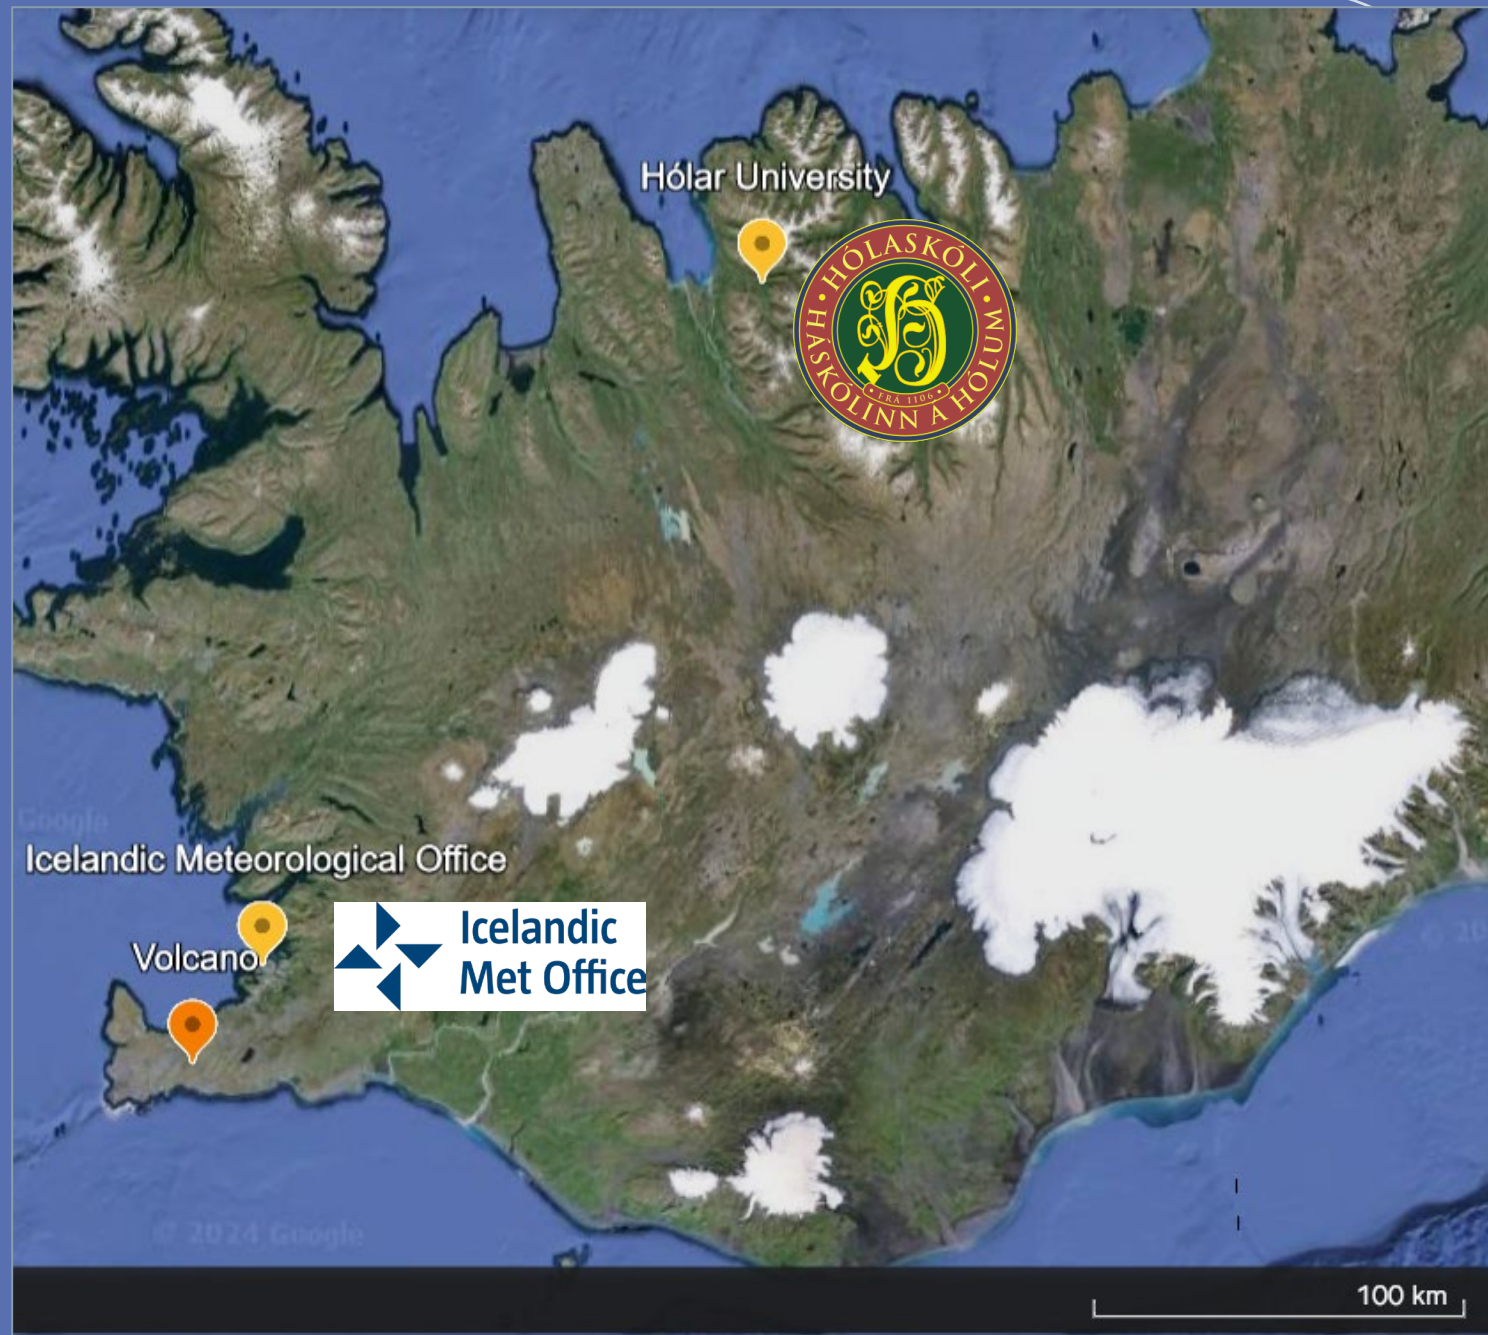 Hólar University
HÓLASKÓLI
HÁSKÓLINN A HÓLUM
FRÁ 1106
Google
Icelandic Meteorological Office
Icelandic
Met Office
Volcano
© 20
© 2024 Google
100 km